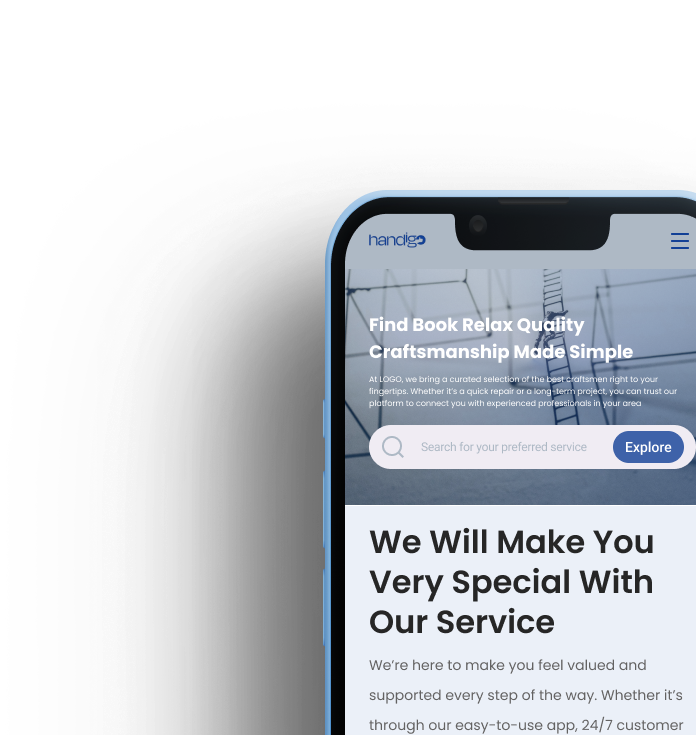 handigo
Find Book Relax Quality
Craftsmanship Made Simple
At LOGO, we bring a curated selection of the best craftsmen right to your
fingertips. Whether it's a quick repair or a long-term project, you can trust our
platform to connect you with experienced professionals in your area
Search for your preferred service
Explore
We Will Make You
Very Special With
Our Service
We’re here to make you feel valued and
supported every step of the way. Whether it’s
through our easy-to-use app, 24/7 customer